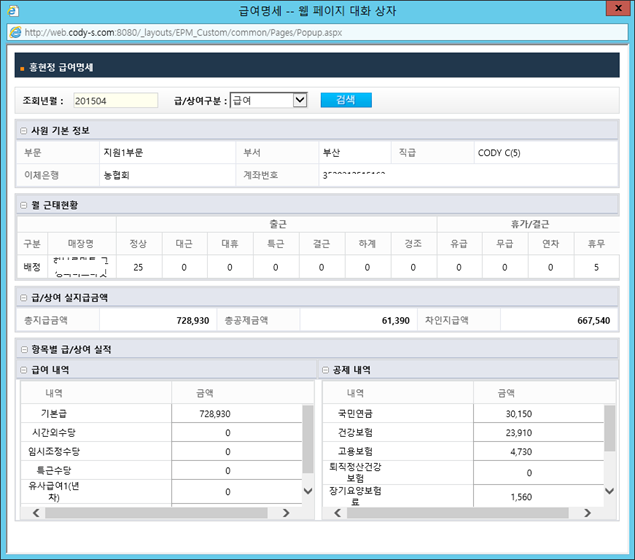 급여명세 -- 웹 페이지 대화 상자
http://web.cody-s.com:8080/_layouts/EPM_Custom/common/Pages/Popup.aspx
홍현정 급여명세
조회년월 : 201504 급/상여구분 : 급여 검색
사원 기본 정보
부문 지원1부문 부서 부산 직급 CODY C(5)
이체은행 농협회 계좌번호
월 근태현황
출근 휴가/결근
구분 매장명 정상 대근 대휴 특근 결근 하계 경조 유급 무급 연차 휴무
배정 25 0 0 0 0 0 0 0 0 0 5
급/상여 실지급금액
총지급금액 728,930 총공제금액 61,390 차인지급액 667,540
항목별 급/상여 실적
급여 내역 공제 내역
내역 금액 내역 금액
기본급 728,930 국민연금 30,150
시간외수당 0 건강보험 23,910
임시조정수당 0 고용보험 4,730
특근수당 0 퇴직정산건강보험 0
유사급여1(년차) 0 장기요양보험료 1,560